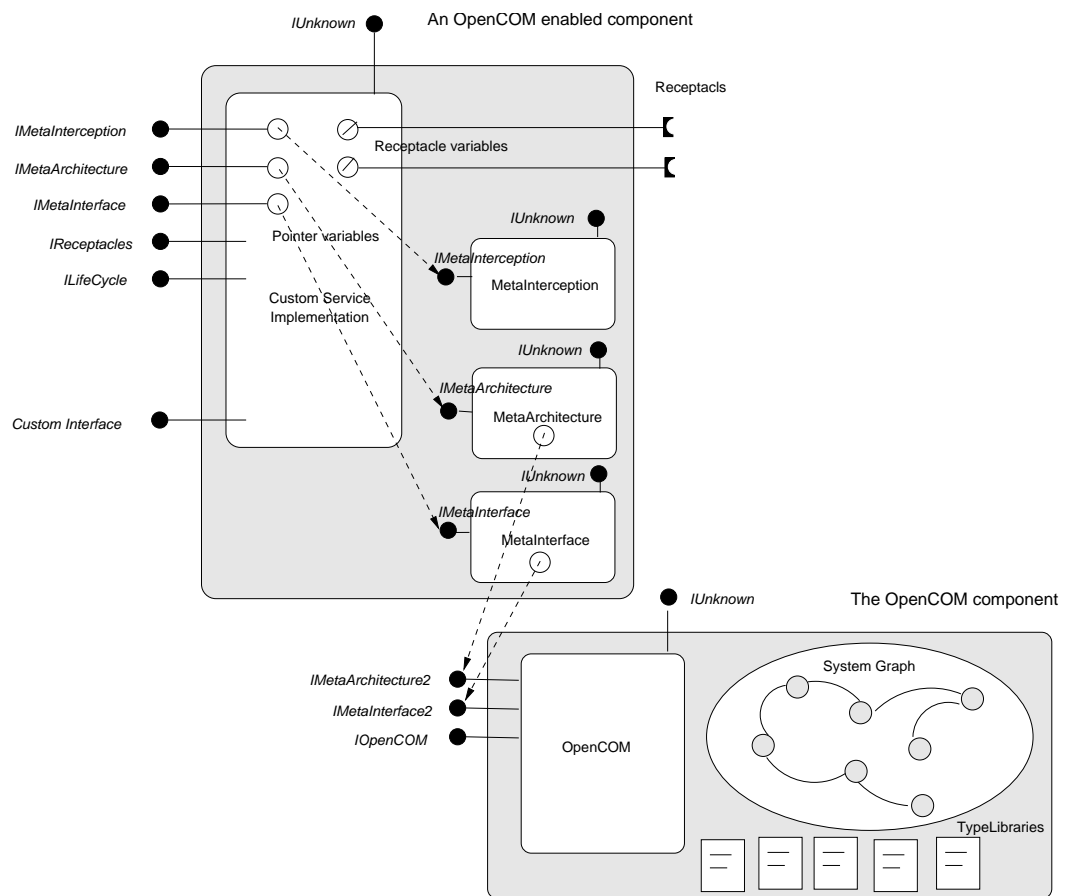 An OpenCOM enabled component
IUnknown
Receptacls
IMetaInterception
IMetaArchitecture
IMetaInterface
IReceptacles
ILifeCycle
Custom Interface
Receptacle variables
Pointer variables
Custom Service
Implementation
IUnknown
IMetaInterception
MetaInterception
IUnknown
IMetaArchitecture
MetaArchitecture
IUnknown
IMetaInterface
MetaInterface
IUnknown
The OpenCOM component
IMetaArchitecture2
IMetaInterface2
IOpenCOM
OpenCOM
System Graph
TypeLibraries